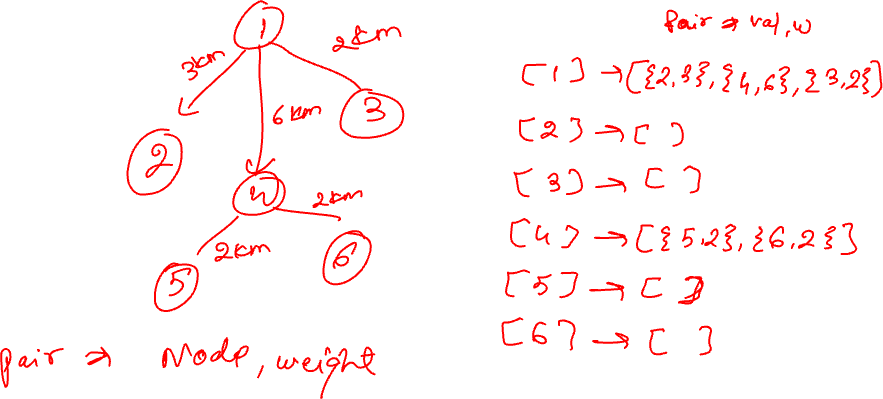 1
3km
2km
6km
2
3
4
2km
2km
5
6
pair ⇒ Node, weight
pair ⇒ val, w
[1] → [{2,3},{4,6},{3,2}]
[2] → [ ]
[3] → [ ]
[4] → [{5,2},{6,2}]
[5] → [ ]
[6] → [ ]